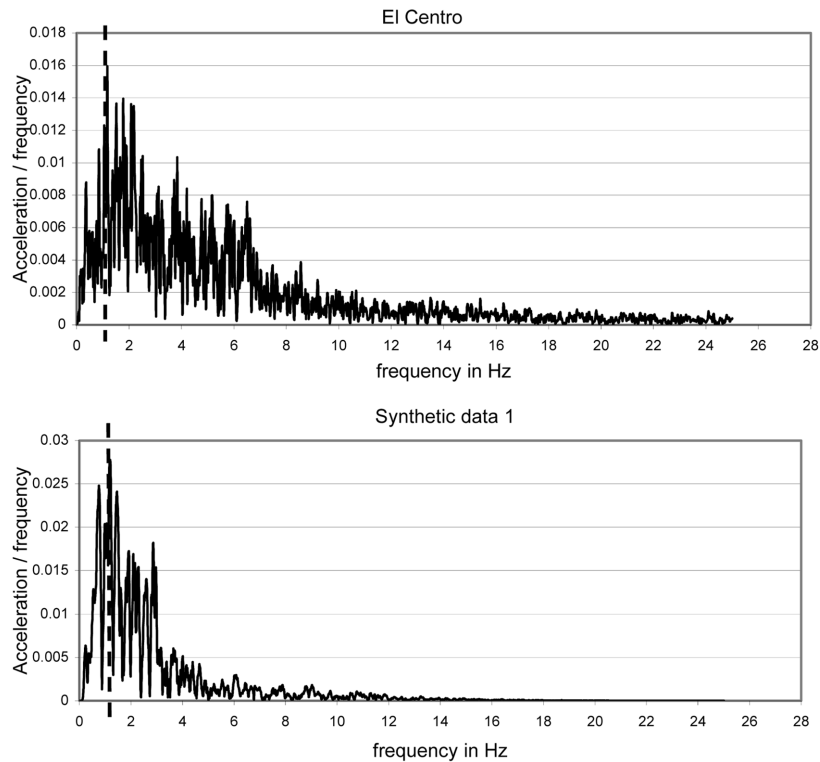 El Centro
Acceleration / frequency
0.018
0.016
0.014
0.012
0.01
0.008
0.006
0.004
0.002
0
0 2 4 6 8 10 12 14 16 18 20 22 24 26 28
frequency in Hz
Synthetic data 1
Acceleration / frequency
0.03
0.025
0.02
0.015
0.01
0.005
0
0 2 4 6 8 10 12 14 16 18 20 22 24 26 28
frequency in Hz